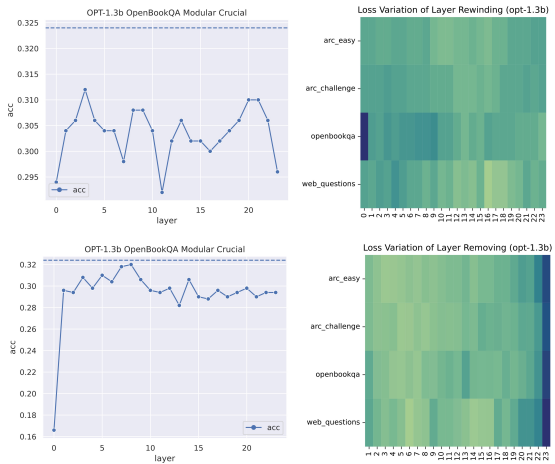 OPT-1.3b OpenBookQA Modular Crucial
0.325
0.320
0.315
0.310
0.305
0.300
0.295
acc
acc
0 5 10 15 20
layer
Loss Variation of Layer Rewinding (opt-1.3b)
arc_easy
arc_challenge
openbookqa
web_questions
0 1 2 3 4 5 6 7 8 9 10 11 12 13 14 15 16 17 18 19 20 21 22 23
OPT-1.3b OpenBookQA Modular Crucial
0.32
0.30
0.28
0.26
0.24
0.22
0.20
0.18
0.16
acc
acc
0 5 10 15 20
layer
Loss Variation of Layer Removing (opt-1.3b)
arc_easy
arc_challenge
openbookqa
web_questions
1 2 3 4 5 6 7 8 9 10 11 12 13 14 15 16 17 18 19 20 21 22 23